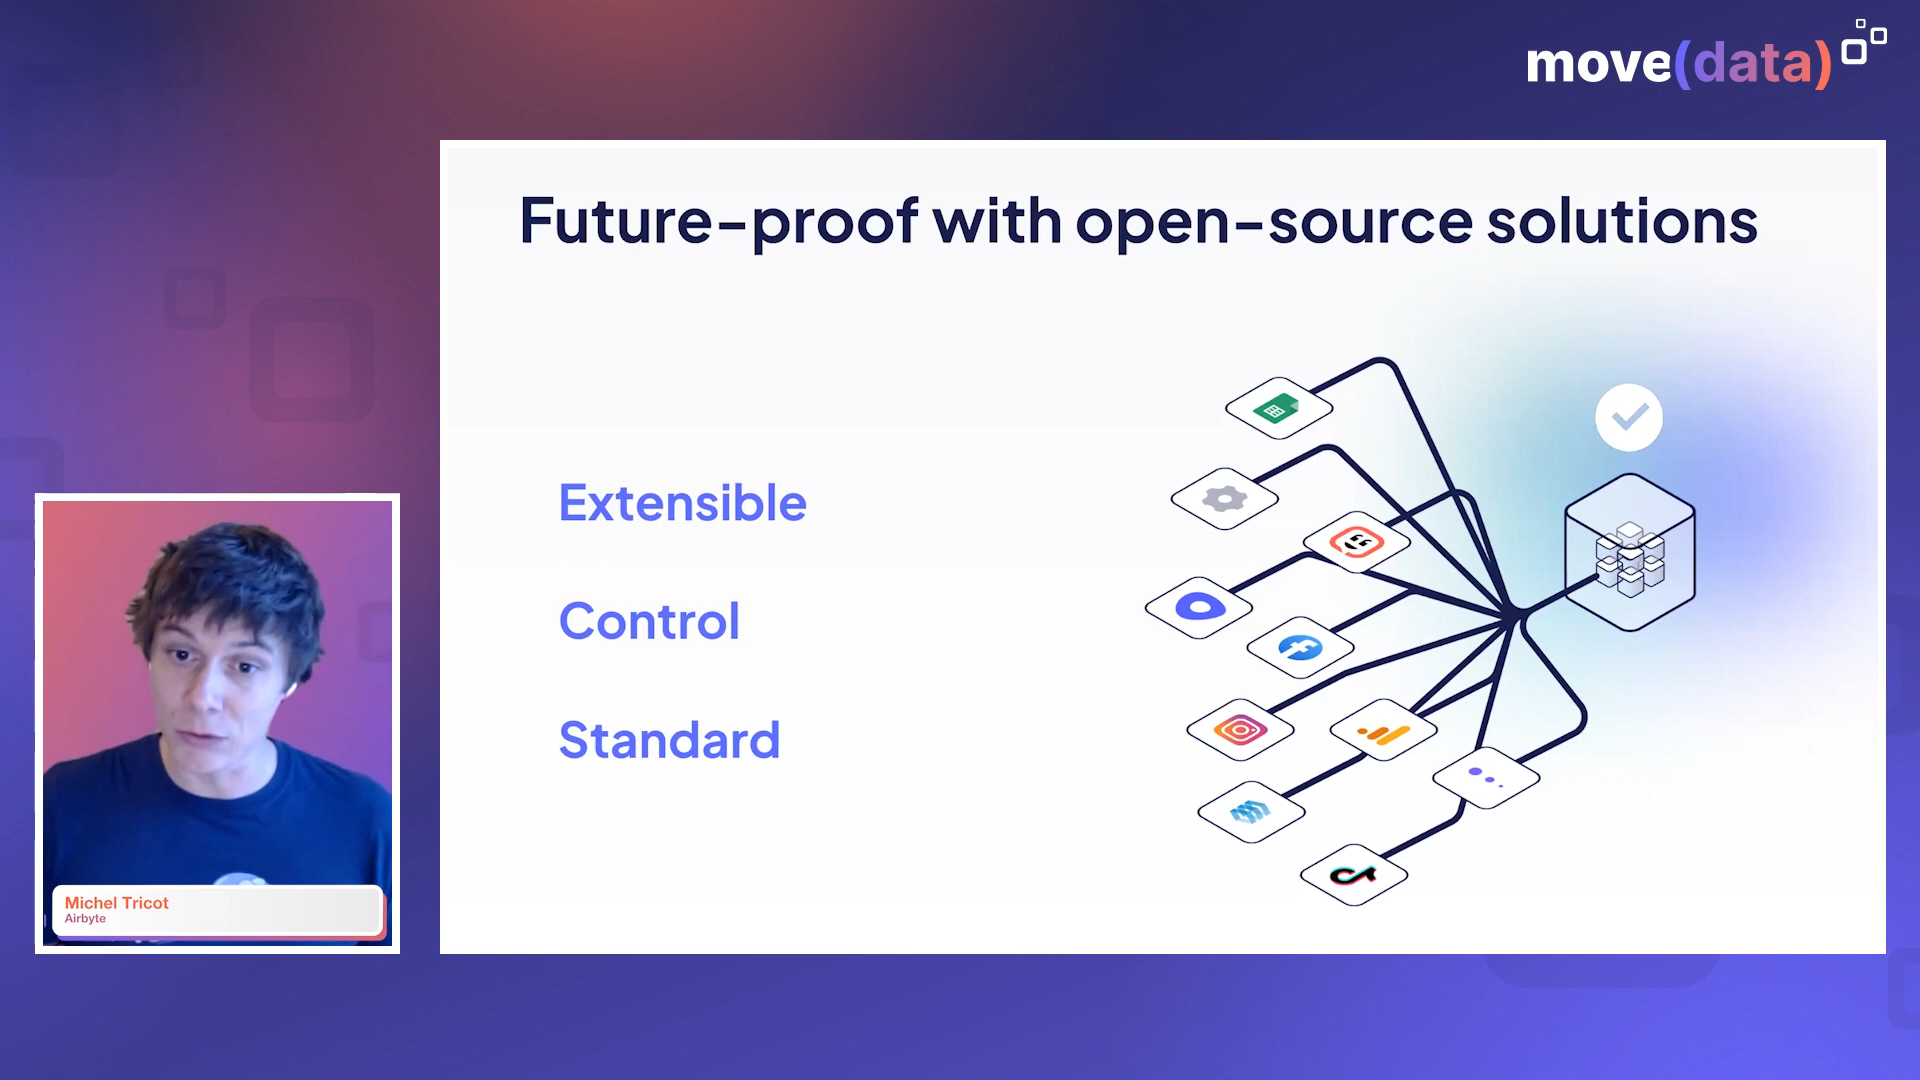 move(data)
Future-proof with open-source solutions
Extensible
Control
Standard
Michel Tricot
Airbyte